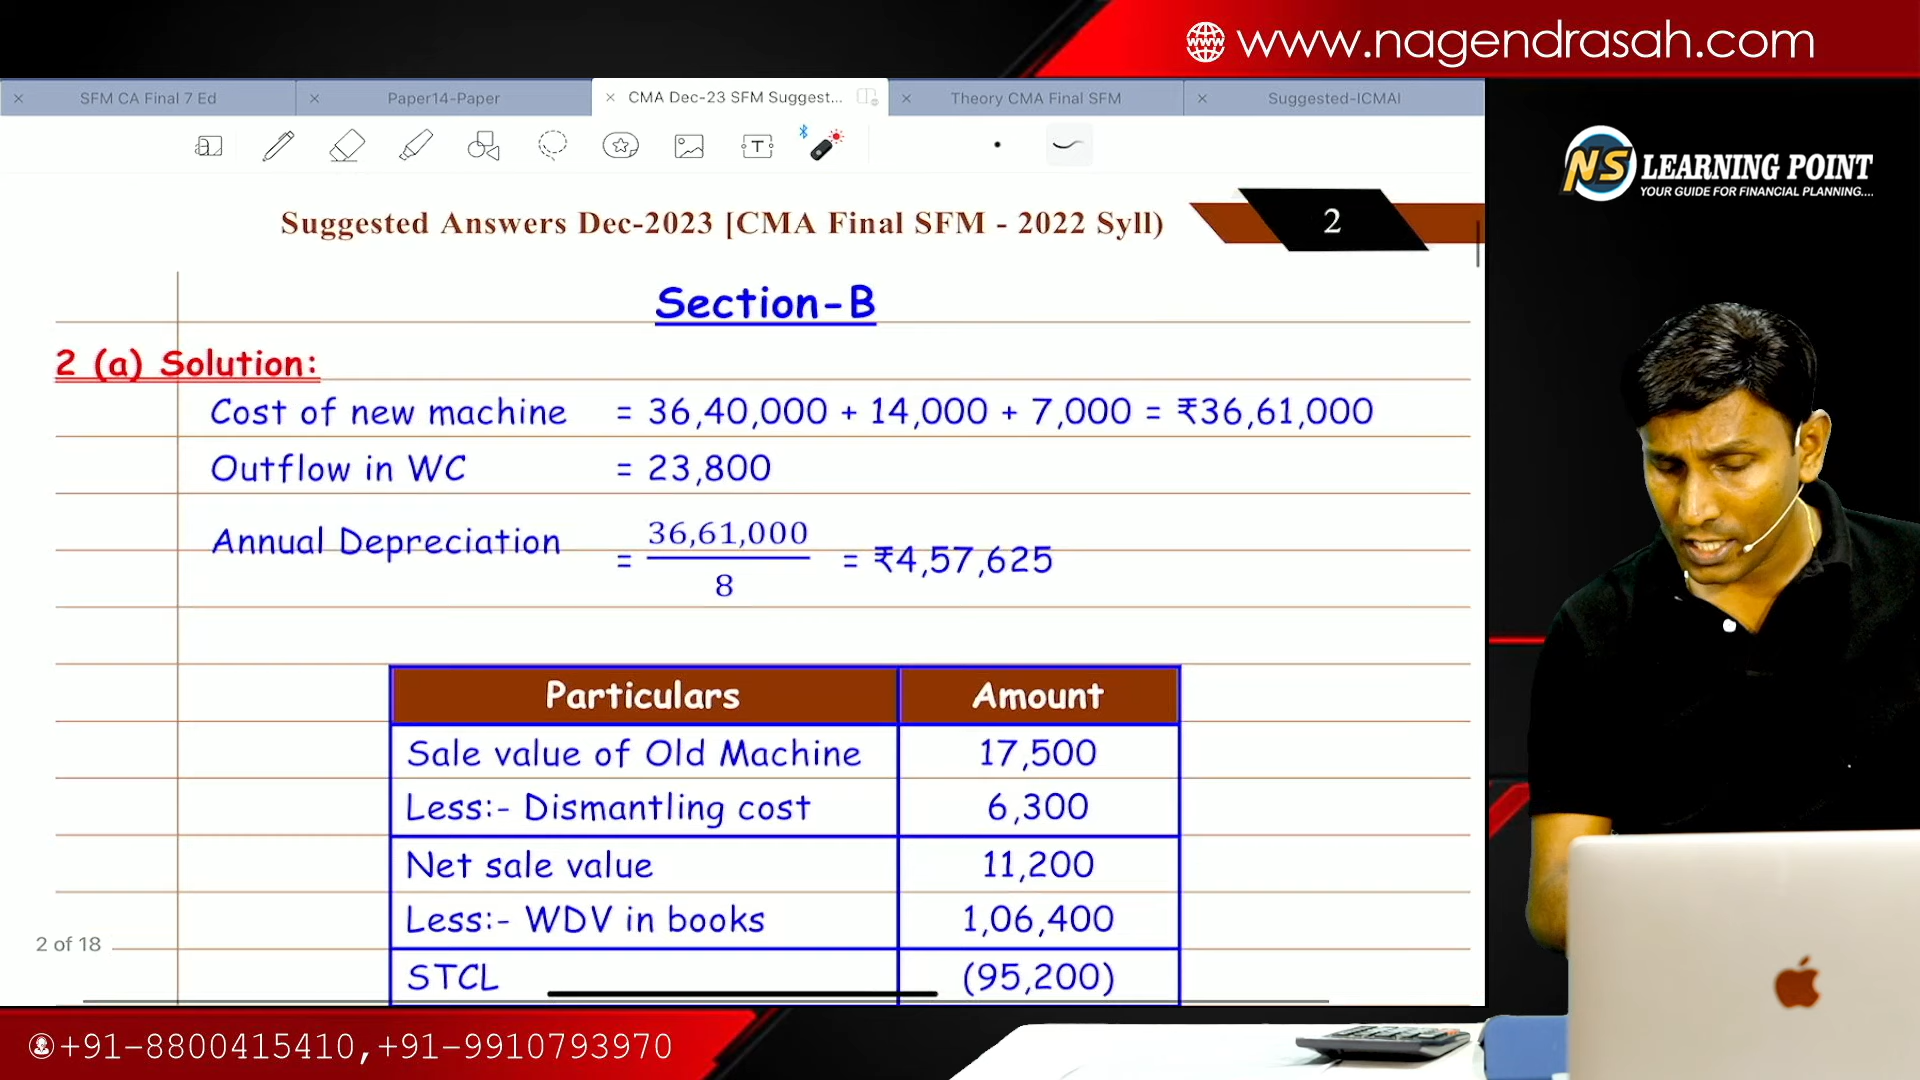 www.nagendrasah.com
SFM CA Final 7 Ed
Paper14-Paper
CMA Dec-23 SFM Suggest...
Theory CMA Final SFM
Suggested-ICMAI
NS LEARNING POINT
YOUR GUIDE FOR FINANCIAL PLANNING....
Suggested Answers Dec-2023 [CMA Final SFM - 2022 Syll)
2
Section-B
2 (a) Solution:
Cost of new machine = 36,40,000 + 14,000 + 7,000 = ₹36,61,000
Outflow in WC = 23,800
Annual Depreciation = 36,61,000 / 8 = ₹4,57,625
Particulars Amount
Sale value of Old Machine 17,500
Less:- Dismantling cost 6,300
Net sale value 11,200
Less:- WDV in books 1,06,400
STCL (95,200)
2 of 18
+91-8800415410,+91-9910793970